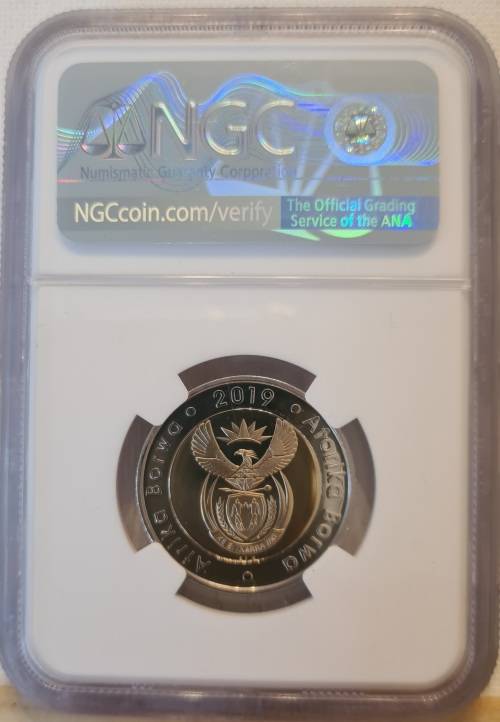 NGC
Numismatic Guaranty Corporation
NGCcoin.com/verify
The Official Grading
Service of the ANA
Afrika Borwa • 2019 • Aforika Borwa